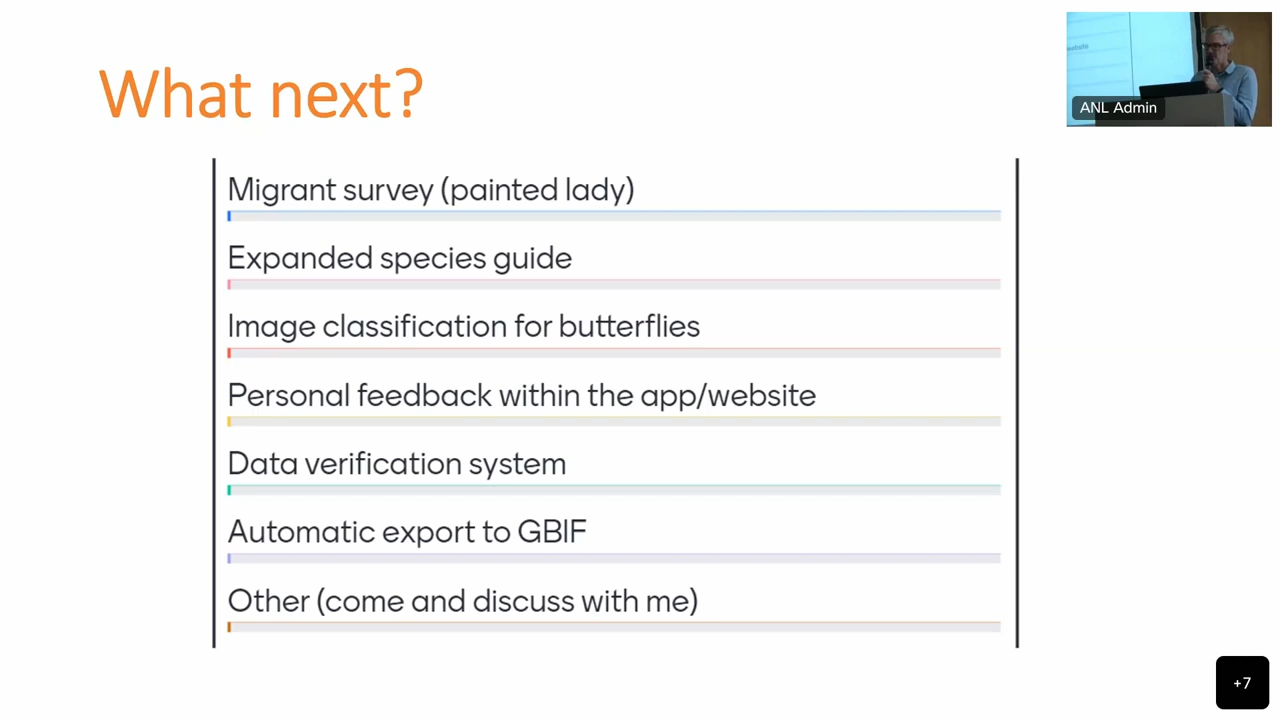 What next?
ANL Admin
Migrant survey (painted lady)
Expanded species guide
Image classification for butterflies
Personal feedback within the app/website
Data verification system
Automatic export to GBIF
Other (come and discuss with me)
+7